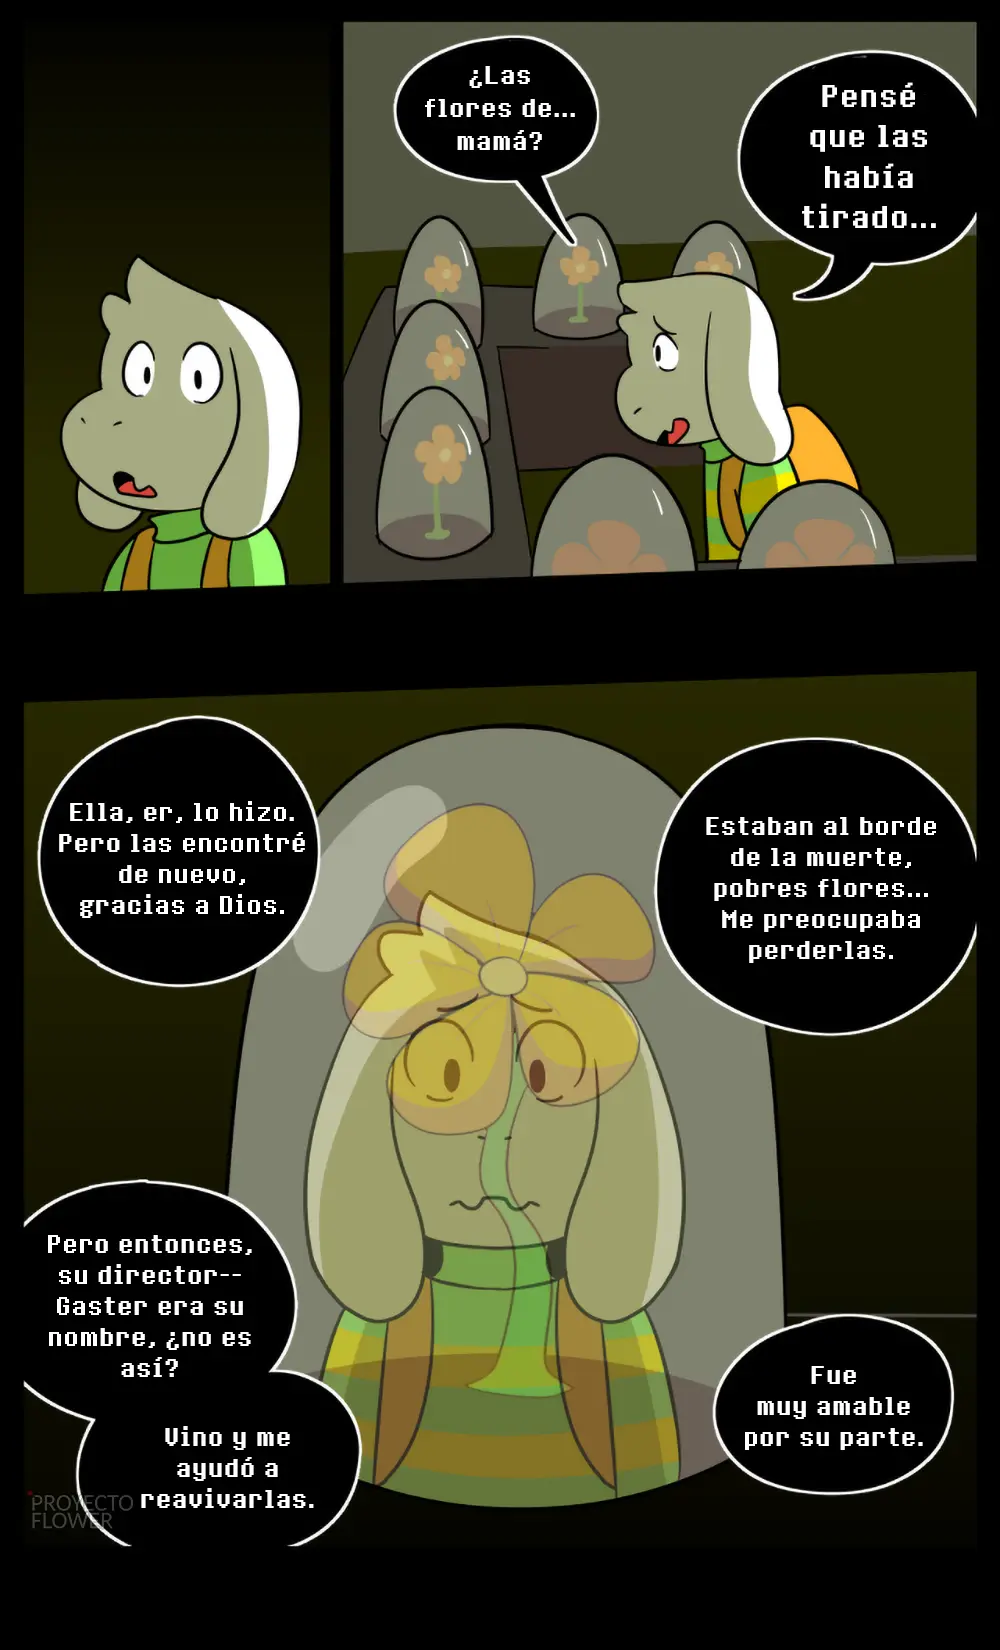 ¿Las
flores de...
mamá?
Pensé
que las
había
tirado...
Ella, er, lo hizo.
Pero las encontré
de nuevo,
gracias a Dios.
Estaban al borde
de la muerte,
pobres flores...
Me preocupaba
perderlas.
Pero entonces,
su director--
Gaster era su
nombre, ¿no es
así?
Vino y me
ayudó a
reavivarlas.
Fue
muy amable
por su parte.
PROYECTO
FLOWER